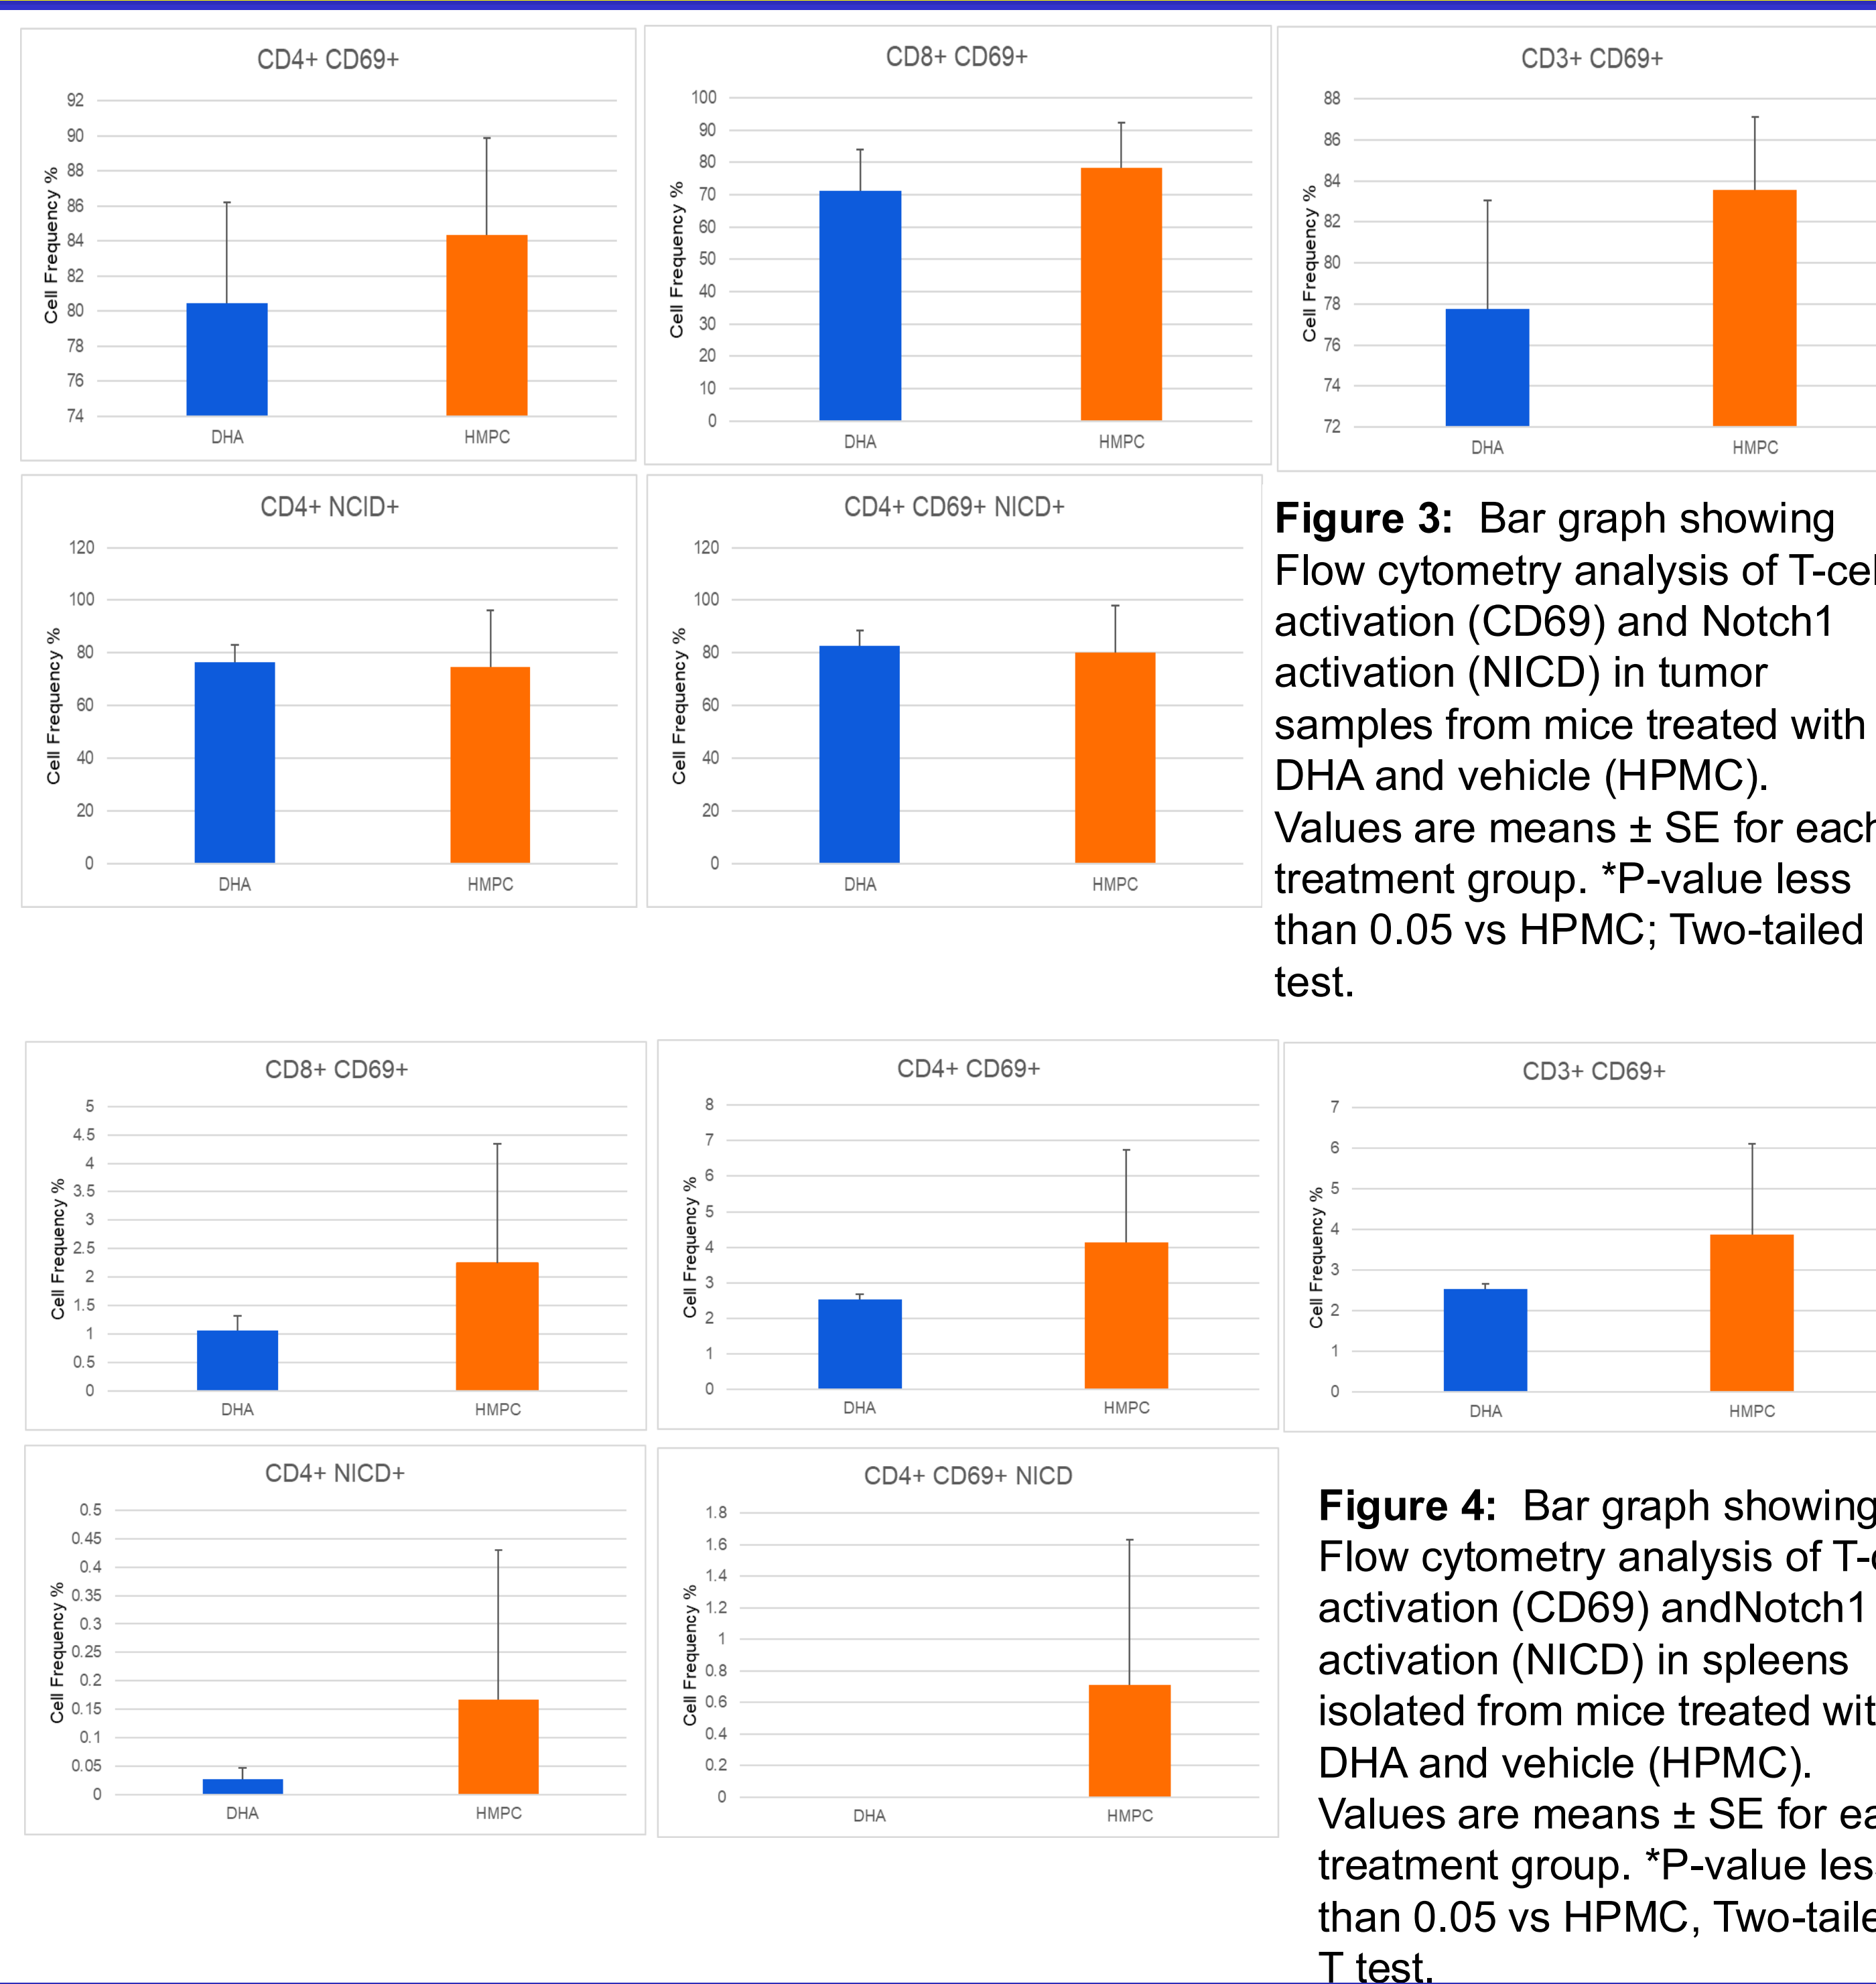 CD4+ CD69+
92
90
88
86
84
82
80
78
76
74
Cell Frequency %
DHA
HMPC
CD8+ CD69+
100
90
80
70
60
50
40
30
20
10
0
Cell Frequency %
DHA
HMPC
CD3+ CD69+
88
86
84
82
80
78
76
74
72
Cell Frequency %
DHA
HMPC
CD4+ NCID+
120
100
80
60
40
20
0
Cell Frequency %
DHA
HMPC
CD4+ CD69+ NICD+
120
100
80
60
40
20
0
Cell Frequency %
DHA
HMPC
Figure 3: Bar graph showing
Flow cytometry analysis of T-cel
activation (CD69) and Notch1
activation (NICD) in tumor
samples from mice treated with
DHA and vehicle (HPMC).
Values are means ± SE for each
treatment group. *P-value less
than 0.05 vs HPMC; Two-tailed
test.
CD8+ CD69+
5
4.5
4
3.5
3
2.5
2
1.5
1
0.5
0
Cell Frequency %
DHA
HMPC
CD4+ CD69+
8
7
6
5
4
3
2
1
0
Cell Frequency %
DHA
HMPC
CD3+ CD69+
7
6
5
4
3
2
1
0
Cell Frequency %
DHA
HMPC
CD4+ NICD+
0.5
0.45
0.4
0.35
0.3
0.25
0.2
0.15
0.1
0.05
0
Cell Frequency %
DHA
HMPC
CD4+ CD69+ NICD
1.8
1.6
1.4
1.2
1
0.8
0.6
0.4
0.2
0
Cell Frequency %
DHA
HMPC
Figure 4: Bar graph showing
Flow cytometry analysis of T-
activation (CD69) andNotch1
activation (NICD) in spleens
isolated from mice treated wit
DHA and vehicle (HPMC).
Values are means ± SE for ea
treatment group. *P-value les
than 0.05 vs HPMC, Two-taile
T test.